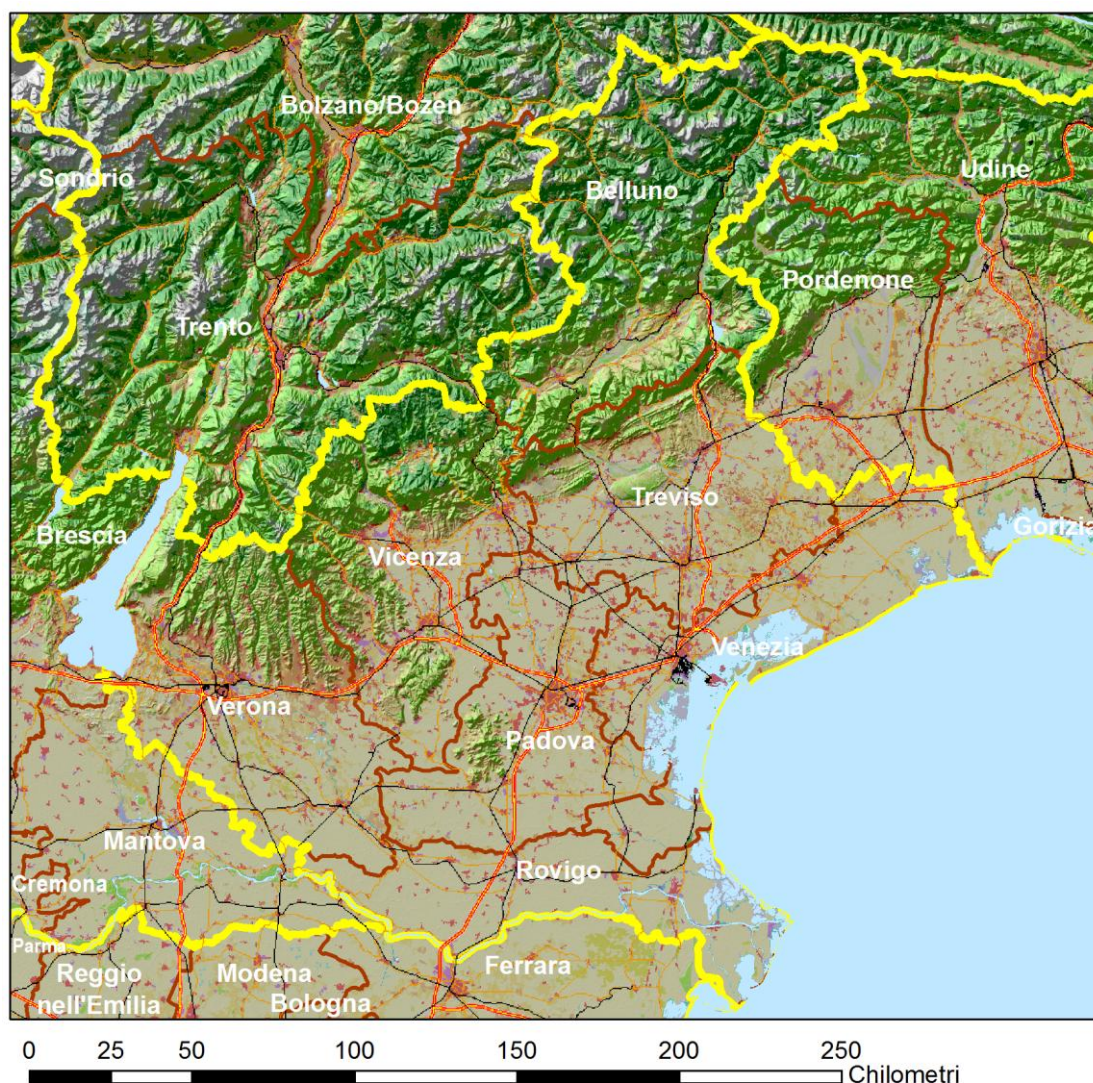 Bolzano/Bozen
Sondrio
Belluno
Udine
Pordenone
Trento
Treviso
Brescia
Gorizia
Vicenza
Venezia
Verona
Padova
Mantova
Rovigo
Cremona
Parma
Reggio
nell'Emilia
Modena
Ferrara
Bologna
0 25 50 100 150 200 250
Chilometri